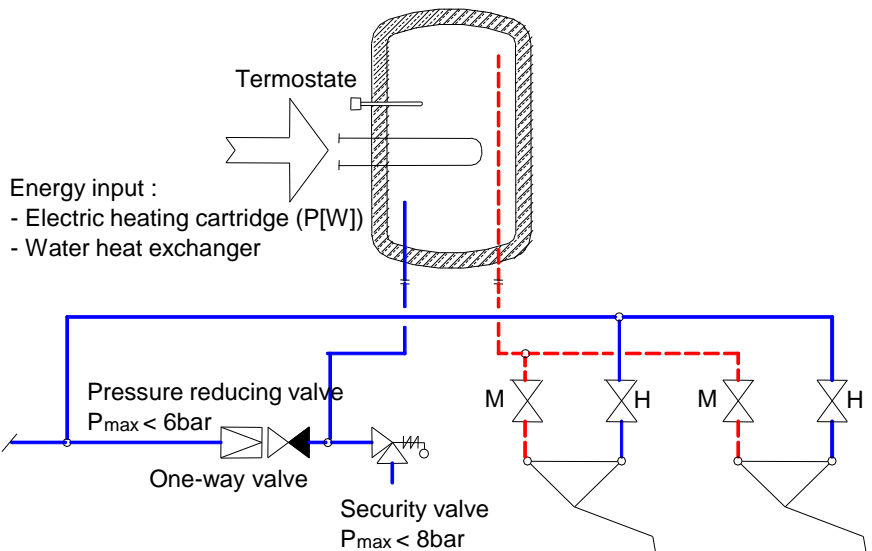 Termostate
Energy input :
- Electric heating cartridge (P[W])
- Water heat exchanger
Pressure reducing valve
Pmax < 6bar
M
H
M
H
One-way valve
Security valve
Pmax < 8bar